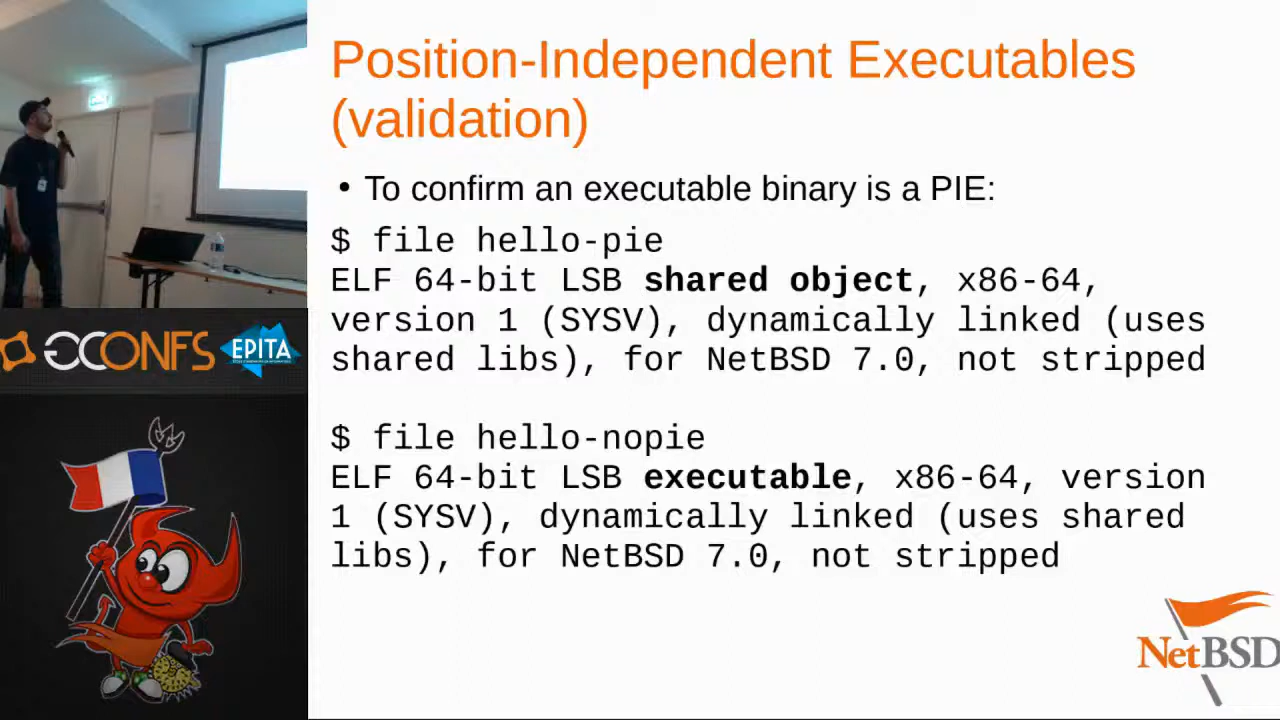 Position-Independent Executables
(validation)
• To confirm an executable binary is a PIE:
$ file hello-pie
ELF 64-bit LSB shared object, x86-64,
version 1 (SYSV), dynamically linked (uses
shared libs), for NetBSD 7.0, not stripped
$ file hello-nopie
ELF 64-bit LSB executable, x86-64, version
1 (SYSV), dynamically linked (uses shared
libs), for NetBSD 7.0, not stripped
GCONFS
EPITA
NetBSD